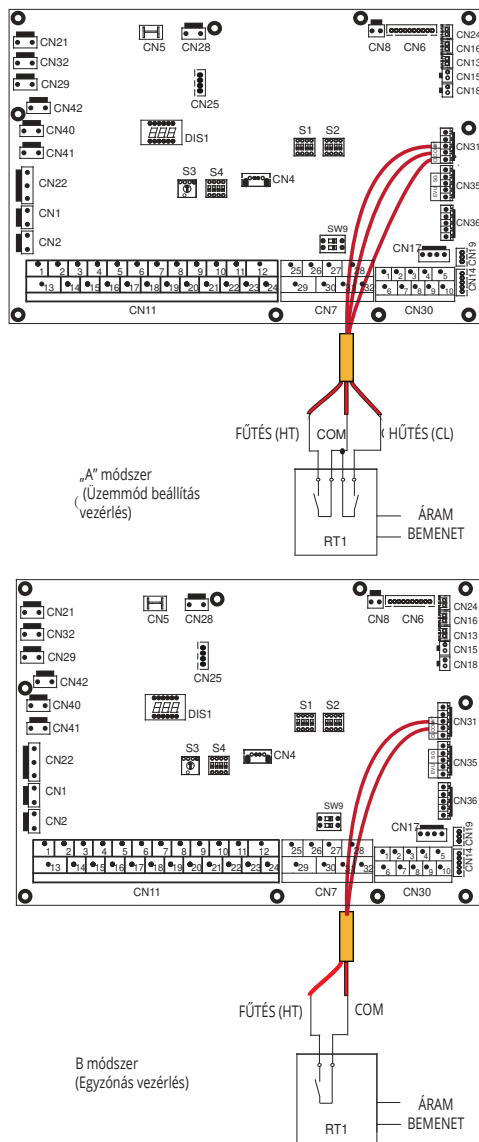 CN21
CN5
CN28
CN8
CN6
CN24
CN32
CN16
CN13
CN29
CN15
CN25
CN18
CN42
CN40
DIS1
S1
S2
CN31
CN41
S3
S4
CN4
CN22
CN35
CN1
CN36
SW9
CN2
CN17
CN19
CN14
1 2 3 4 5 6 7 8 9 10 11 12
25 26 27 28
1 2 3 4 5
13 14 15 16 17 18 19 20 21 22 23 24
29 30 31 32
6 7 8 9 10
CN11
CN7
CN30
FŰTÉS (HT)
COM
HŰTÉS (CL)
„A” módszer
(Üzemmód beállítás
vezérlés)
RT1
ÁRAM
BEMENET
CN21
CN5
CN28
CN8
CN6
CN24
CN32
CN16
CN13
CN29
CN15
CN25
CN18
CN42
CN40
DIS1
S1
S2
CN31
CN41
S3
S4
CN4
CN22
CN35
CN1
CN36
SW9
CN2
CN17
CN19
CN14
1 2 3 4 5 6 7 8 9 10 11 12
25 26 27 28
1 2 3 4 5
13 14 15 16 17 18 19 20 21 22 23 24
29 30 31 32
6 7 8 9 10
CN11
CN7
CN30
FŰTÉS (HT)
COM
B módszer
(Egyzónás vezérlés)
RT1
ÁRAM
BEMENET